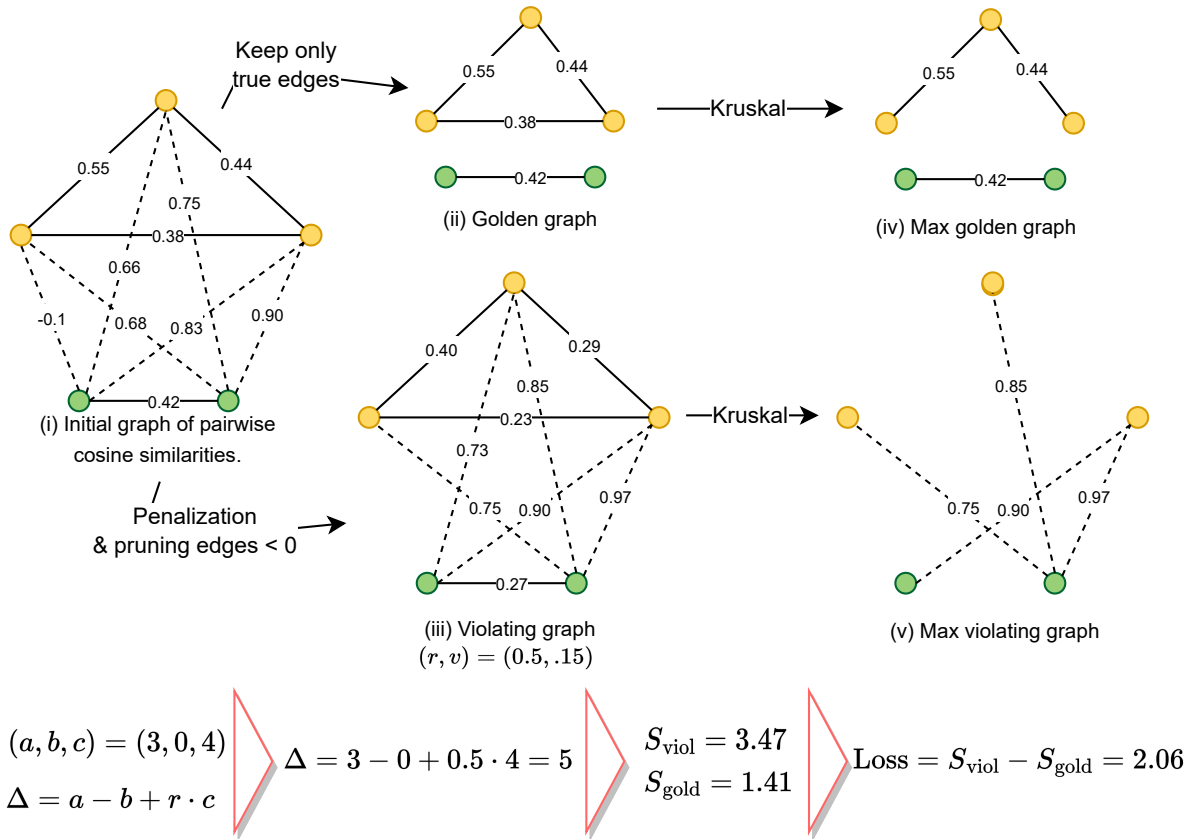 Keep only
true edges
0.55
0.44
0.38
0.42
(ii) Golden graph
Kruskal
0.55
0.44
0.42
(iv) Max golden graph
0.55
0.44
0.75
0.38
0.66
-0.1
0.68
0.83
0.90
0.42
(i) Initial graph of pairwise
cosine similarities.
Penalization
& pruning edges < 0
0.40
0.29
0.85
0.23
0.73
0.75
0.90
0.97
0.27
(iii) Violating graph
(r, v) = (0.5, .15)
Kruskal
0.85
0.75
0.90
0.97
(v) Max violating graph
(a, b, c) = (3, 0, 4)
Δ = a − b + r · c
Δ = 3 − 0 + 0.5 · 4 = 5
S_viol = 3.47
S_gold = 1.41
Loss = S_viol − S_gold = 2.06